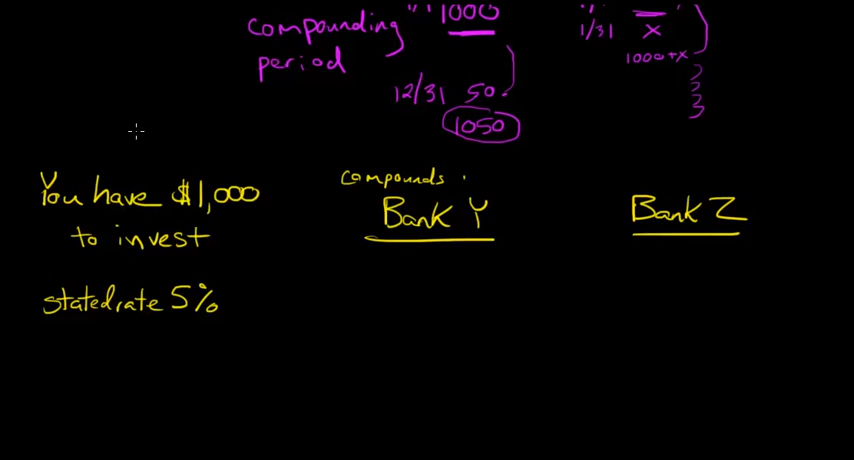 compounding
period
1000
12/31 50
1050
1/31 X
1000+X
You have $1,000
to invest
stated rate 5%
compounds
Bank Y
Bank Z